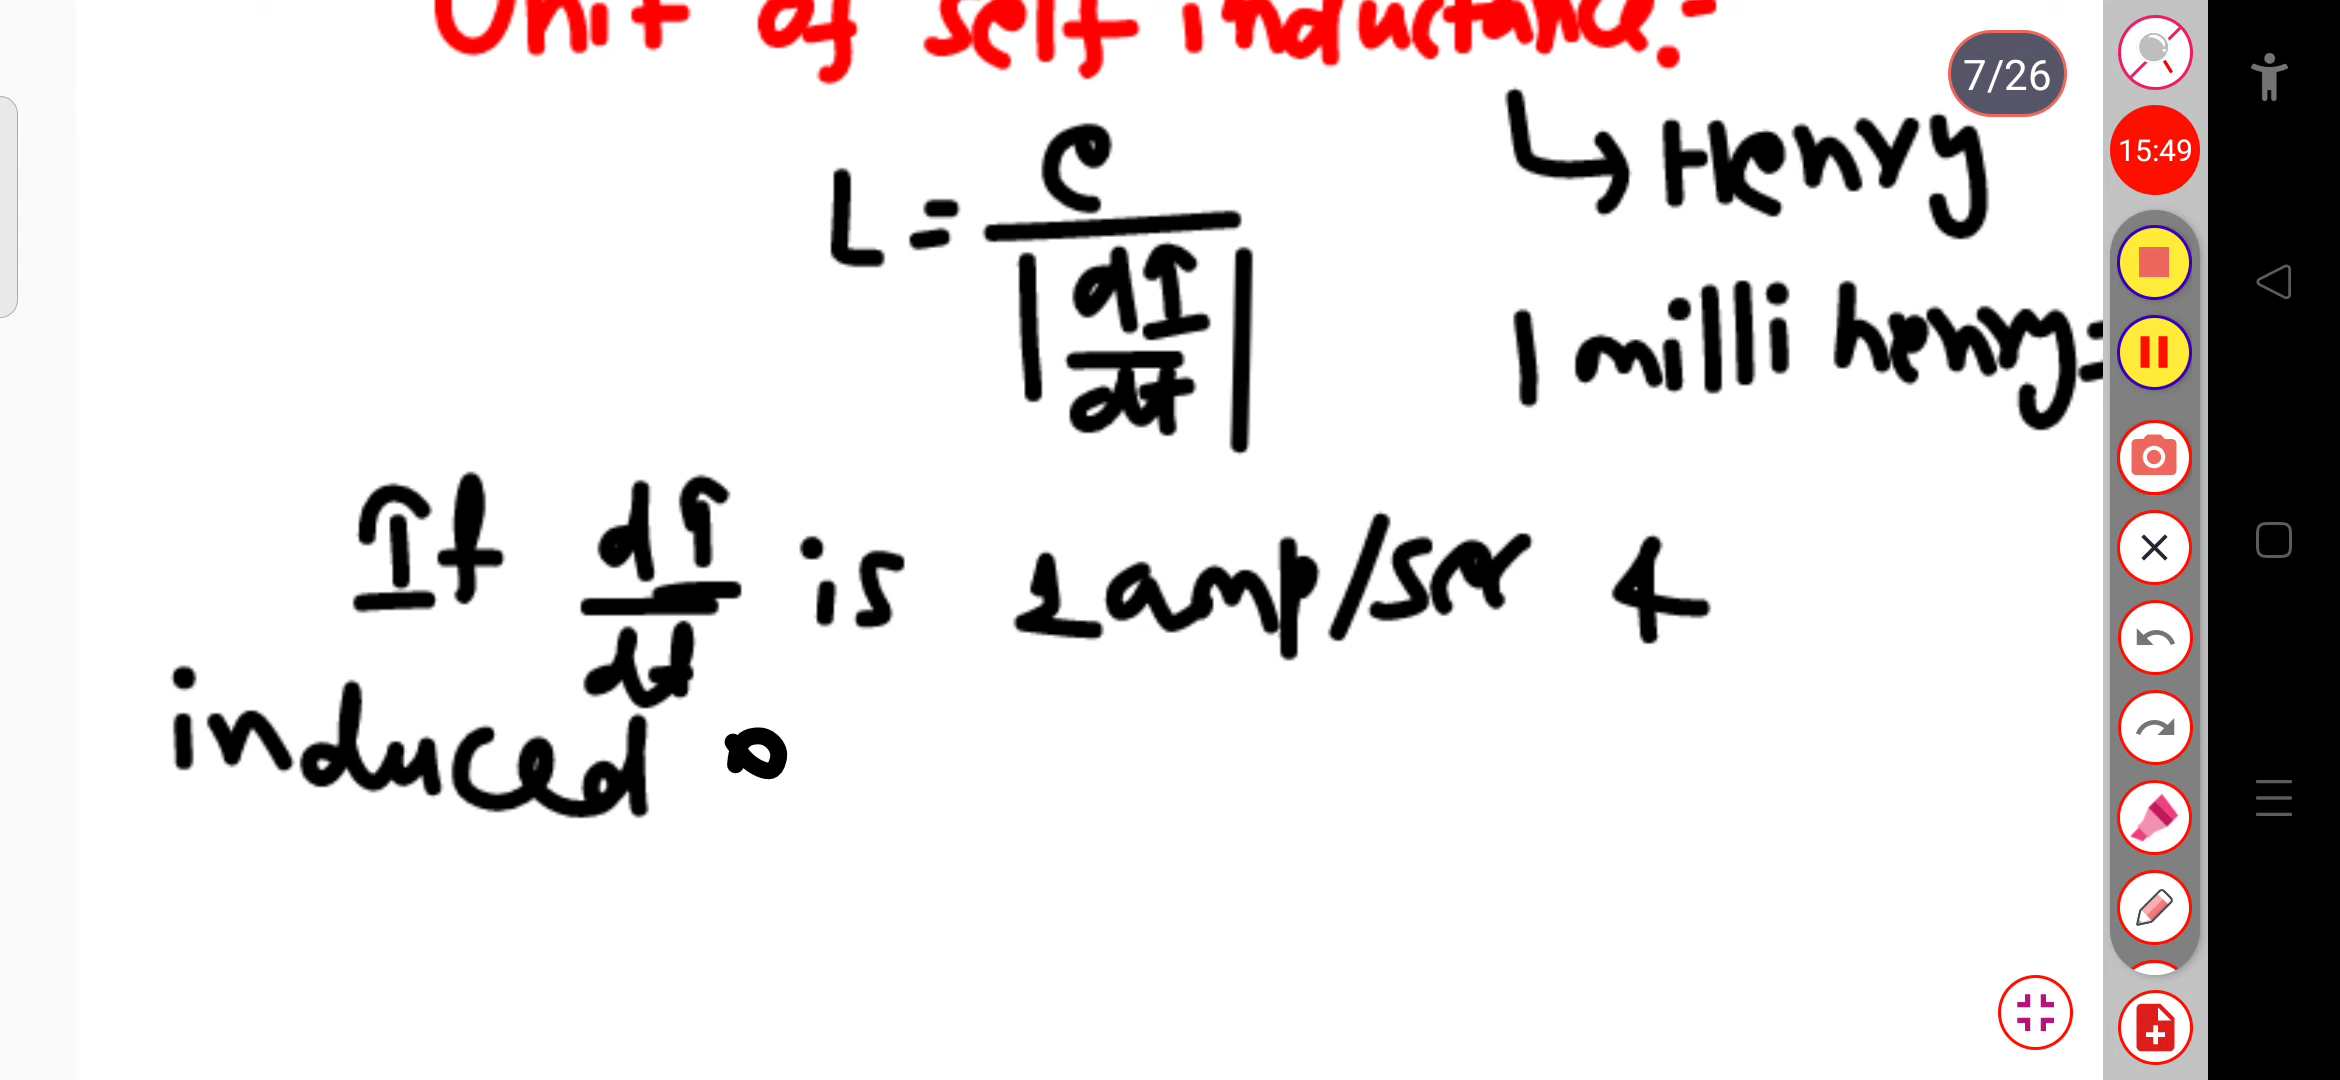 Unit of self inductance:-
7/26
15:49
L = e / |dI/dt|
↳ Henry
1 milli henry=
If dI/dt is 1 amp/sec &
induced